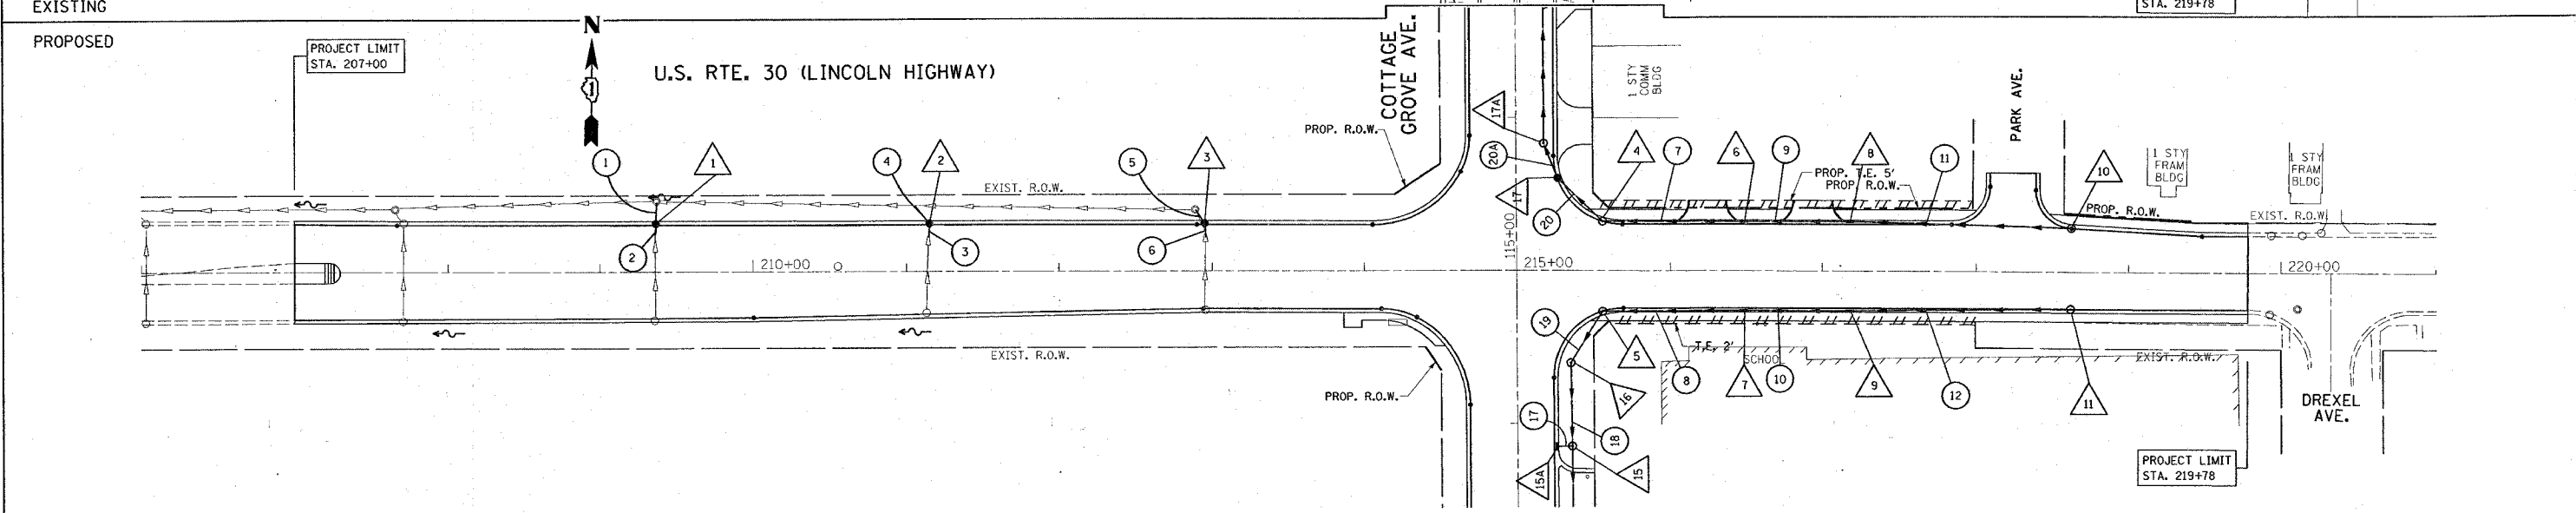 EXISTING
STA. 219+78
PROPOSED
PROJECT LIMIT
STA. 207+00
N
1
U.S. RTE. 30 (LINCOLN HIGHWAY)
COTTAGE
GROVE AVE.
PROP. R.O.W.
1 STY
COMM
BLDG
PARK AVE.
1 STY
FRAM
BLDG
1 STY
FRAM
BLDG
17A
20A
17
20
1
1
4
2
5
3
4
7
6
9
8
11
10
PROP. T.E. 5'
PROP. R.O.W.
EXIST. R.O.W.
PROP. R.O.W.
EXIST. R.O.W.
2
3
6
210+00
115+00
215+00
220+00
EXIST. R.O.W.
PROP. R.O.W.
19
5
16
T.E. 2'
SCHOO
EXIST. R.O.W.
8
7
10
9
12
11
17
18
15A
15
DREXEL
AVE.
PROJECT LIMIT
STA. 219+78